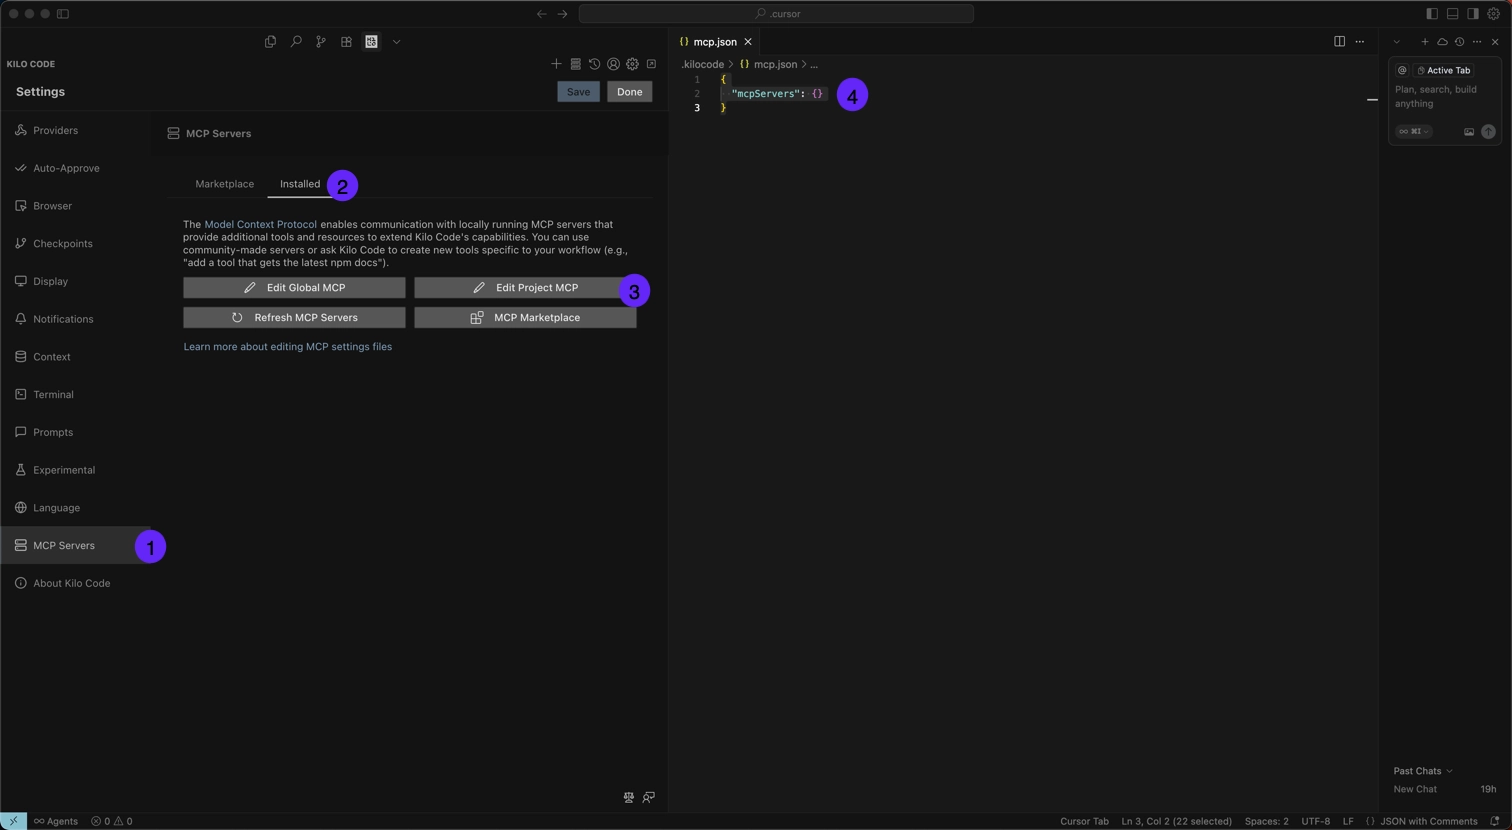 .cursor
KILO CODE
Settings
Save
Done
Providers
Auto-Approve
Browser
Checkpoints
Display
Notifications
Context
Terminal
Prompts
Experimental
Language
MCP Servers
1
About Kilo Code
MCP Servers
Marketplace
Installed
2
The Model Context Protocol enables communication with locally running MCP servers that
provide additional tools and resources to extend Kilo Code's capabilities. You can use
community-made servers or ask Kilo Code to create new tools specific to your workflow (e.g.,
"add a tool that gets the latest npm docs").
Edit Global MCP
Edit Project MCP
3
Refresh MCP Servers
MCP Marketplace
Learn more about editing MCP settings files
{} mcp.json
.kilocode > {} mcp.json > ...
1 {
2 "mcpServers": {}
3 }
4
@ Active Tab
Plan, search, build
anything
∞ ⌘I
Past Chats
New Chat 19h
∞ Agents
0 0
Cursor Tab
Ln 3, Col 2 (22 selected)
Spaces: 2
UTF-8
LF
{} JSON with Comments